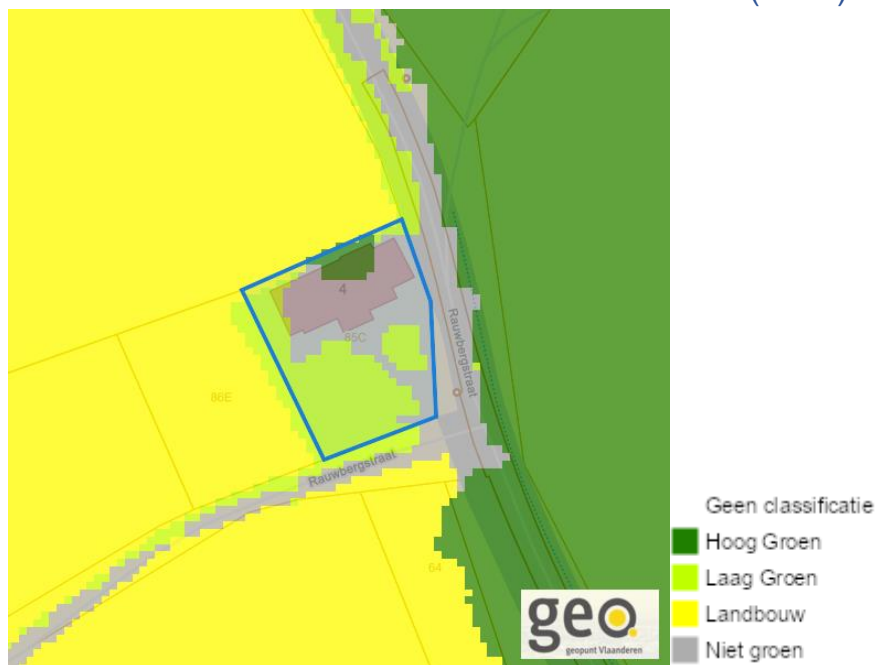 4
85C
86E
Rauwbergstraat
Rauwbergstraat
64
geo.
geopunt Vlaanderen
Geen classificatie
Hoog Groen
Laag Groen
Landbouw
Niet groen